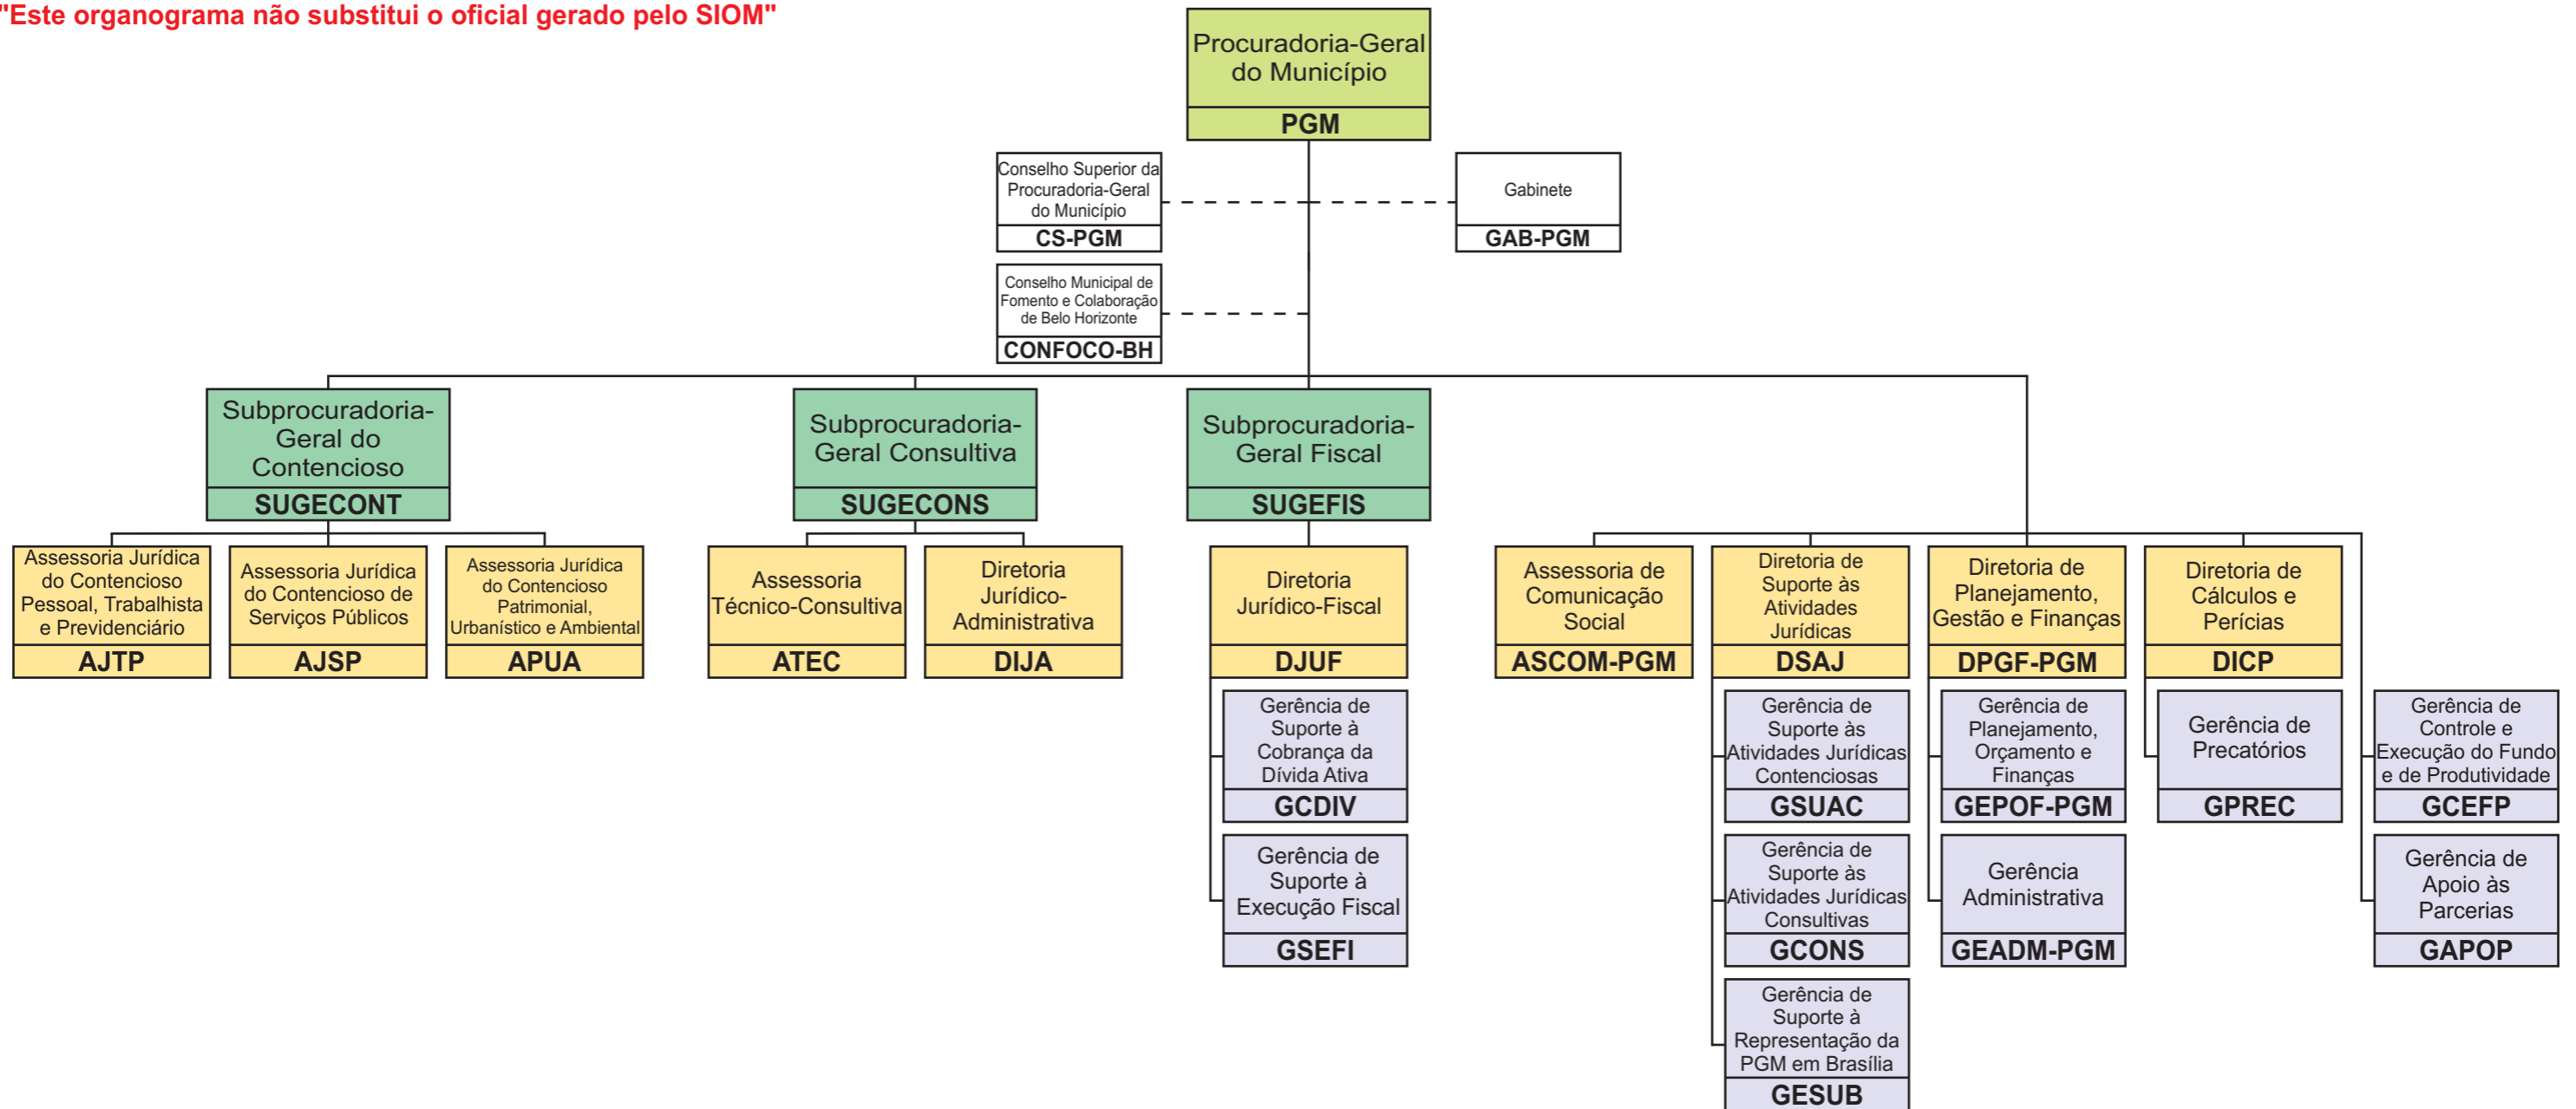 "Este organograma não substitui o oficial gerado pelo SIOM"
Procuradoria-Geral
do Município
PGM
Conselho Superior da
Procuradoria-Geral
do Município
CS-PGM
Gabinete
GAB-PGM
Conselho Municipal de
Fomento e Colaboração
de Belo Horizonte
CONFOCO-BH
Subprocuradoria-
Geral do
Contencioso
SUGECONT
Subprocuradoria-
Geral Consultiva
SUGECONS
Subprocuradoria-
Geral Fiscal
SUGEFIS
Assessoria Jurídica
do Contencioso
Pessoal, Trabalhista
e Previdenciário
AJTP
Assessoria Jurídica
do Contencioso de
Serviços Públicos
AJSP
Assessoria Jurídica
do Contencioso
Patrimonial,
Urbanístico e Ambiental
APUA
Assessoria
Técnico-Consultiva
ATEC
Diretoria
Jurídico-
Administrativa
DIJA
Diretoria
Jurídico-Fiscal
DJUF
Assessoria de
Comunicação
Social
ASCOM-PGM
Diretoria de
Suporte às
Atividades
Jurídicas
DSAJ
Diretoria de
Planejamento,
Gestão e Finanças
DPGF-PGM
Diretoria de
Cálculos e
Perícias
DICP
Gerência de
Suporte à
Cobrança da
Dívida Ativa
GCDIV
Gerência de
Suporte às
Atividades Jurídicas
Contenciosas
GSUAC
Gerência de
Planejamento,
Orçamento e
Finanças
GEPOF-PGM
Gerência de
Precatórios
GPREC
Gerência de
Controle e
Execução do Fundo
e de Produtividade
GCEFP
Gerência de
Suporte à
Execução Fiscal
GSEFI
Gerência de
Suporte às
Atividades Jurídicas
Consultivas
GCONS
Gerência
Administrativa
GEADM-PGM
Gerência de
Apoio às
Parcerias
GAPOP
Gerência de
Suporte à
Representação da
PGM em Brasília
GESUB